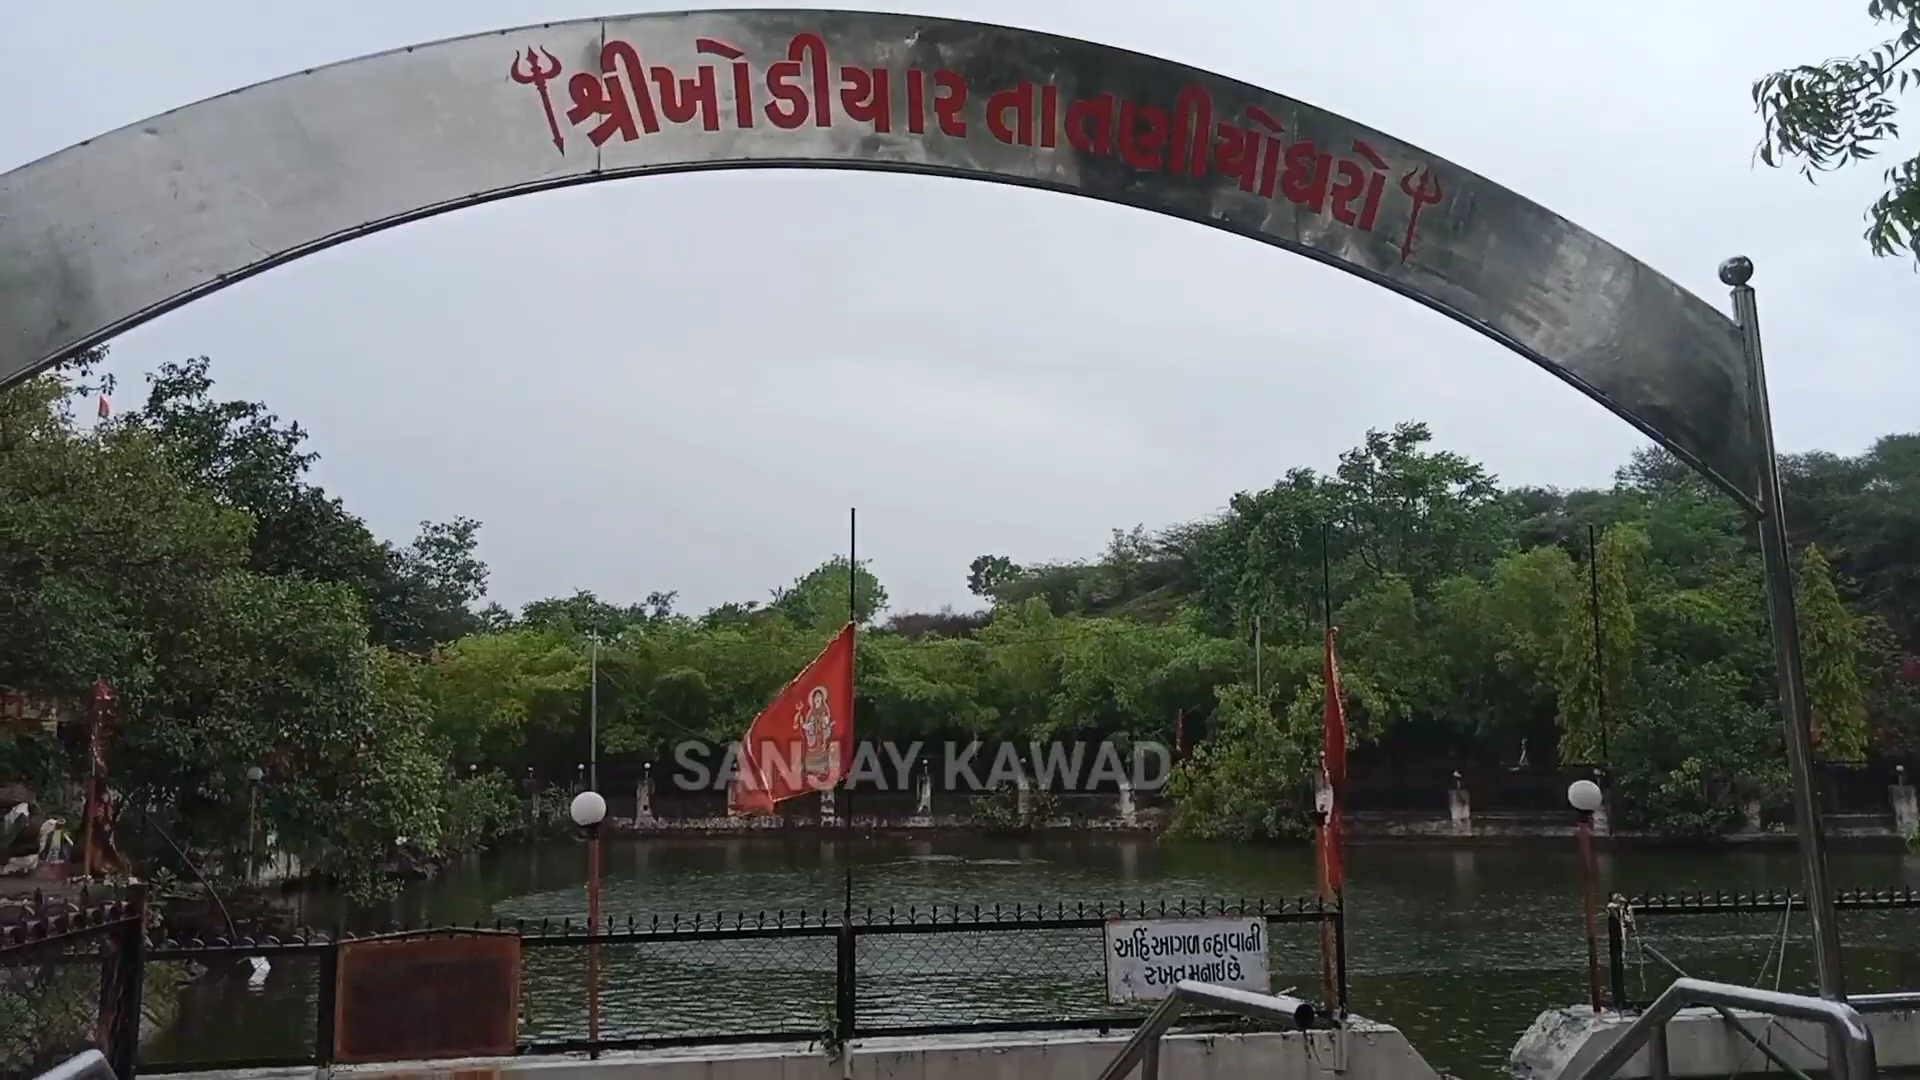 શ્રી ખોડીયાર તાતણીયો ધરો
SANJAY KAWAD
અહિં આગળ ન્હાવાની
સખત મનાઈ છે.